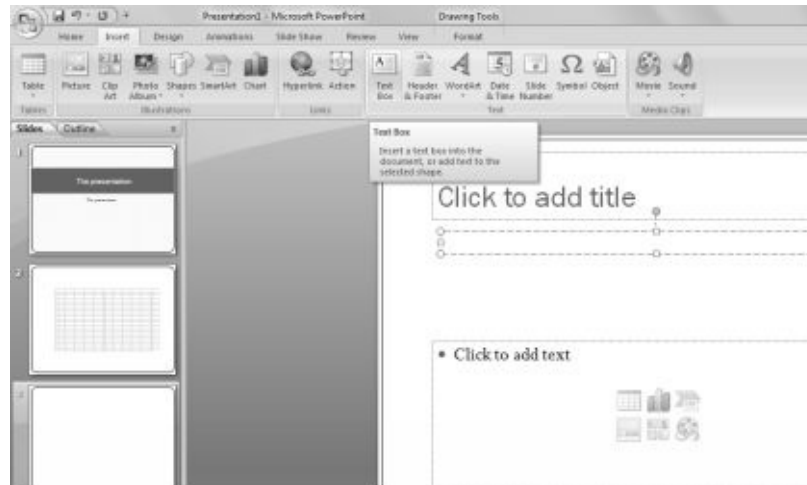 Presentation1 - Microsoft PowerPoint
Drawing Tools
Home
Insert
Design
Animations
Slide Show
Review
View
Format
Table
Picture
Clip Art
Photo Album
Shapes
SmartArt
Chart
Hyperlink
Action
Text Box
Header & Footer
WordArt
Date & Time
Slide Number
Symbol
Object
Movie
Sound
Tables
Illustrations
Links
Text
Media Clips
Slides
Outline
x
Text Box
Insert a text box into the
document, or add text to the
selected shape.
1
The presentation
2
3
Click to add title
• Click to add text